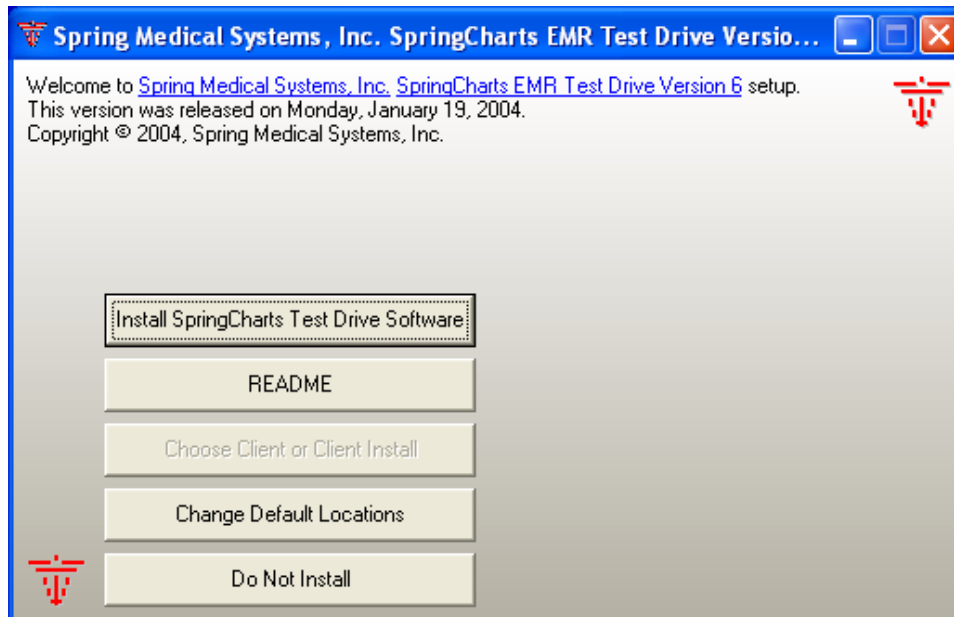 Spring Medical Systems, Inc. SpringCharts EMR Test Drive Versio...
Welcome to Spring Medical Systems, Inc. SpringCharts EMR Test Drive Version 6 setup.
This version was released on Monday, January 19, 2004.
Copyright © 2004, Spring Medical Systems, Inc.
Install SpringCharts Test Drive Software
README
Choose Client or Client Install
Change Default Locations
Do Not Install